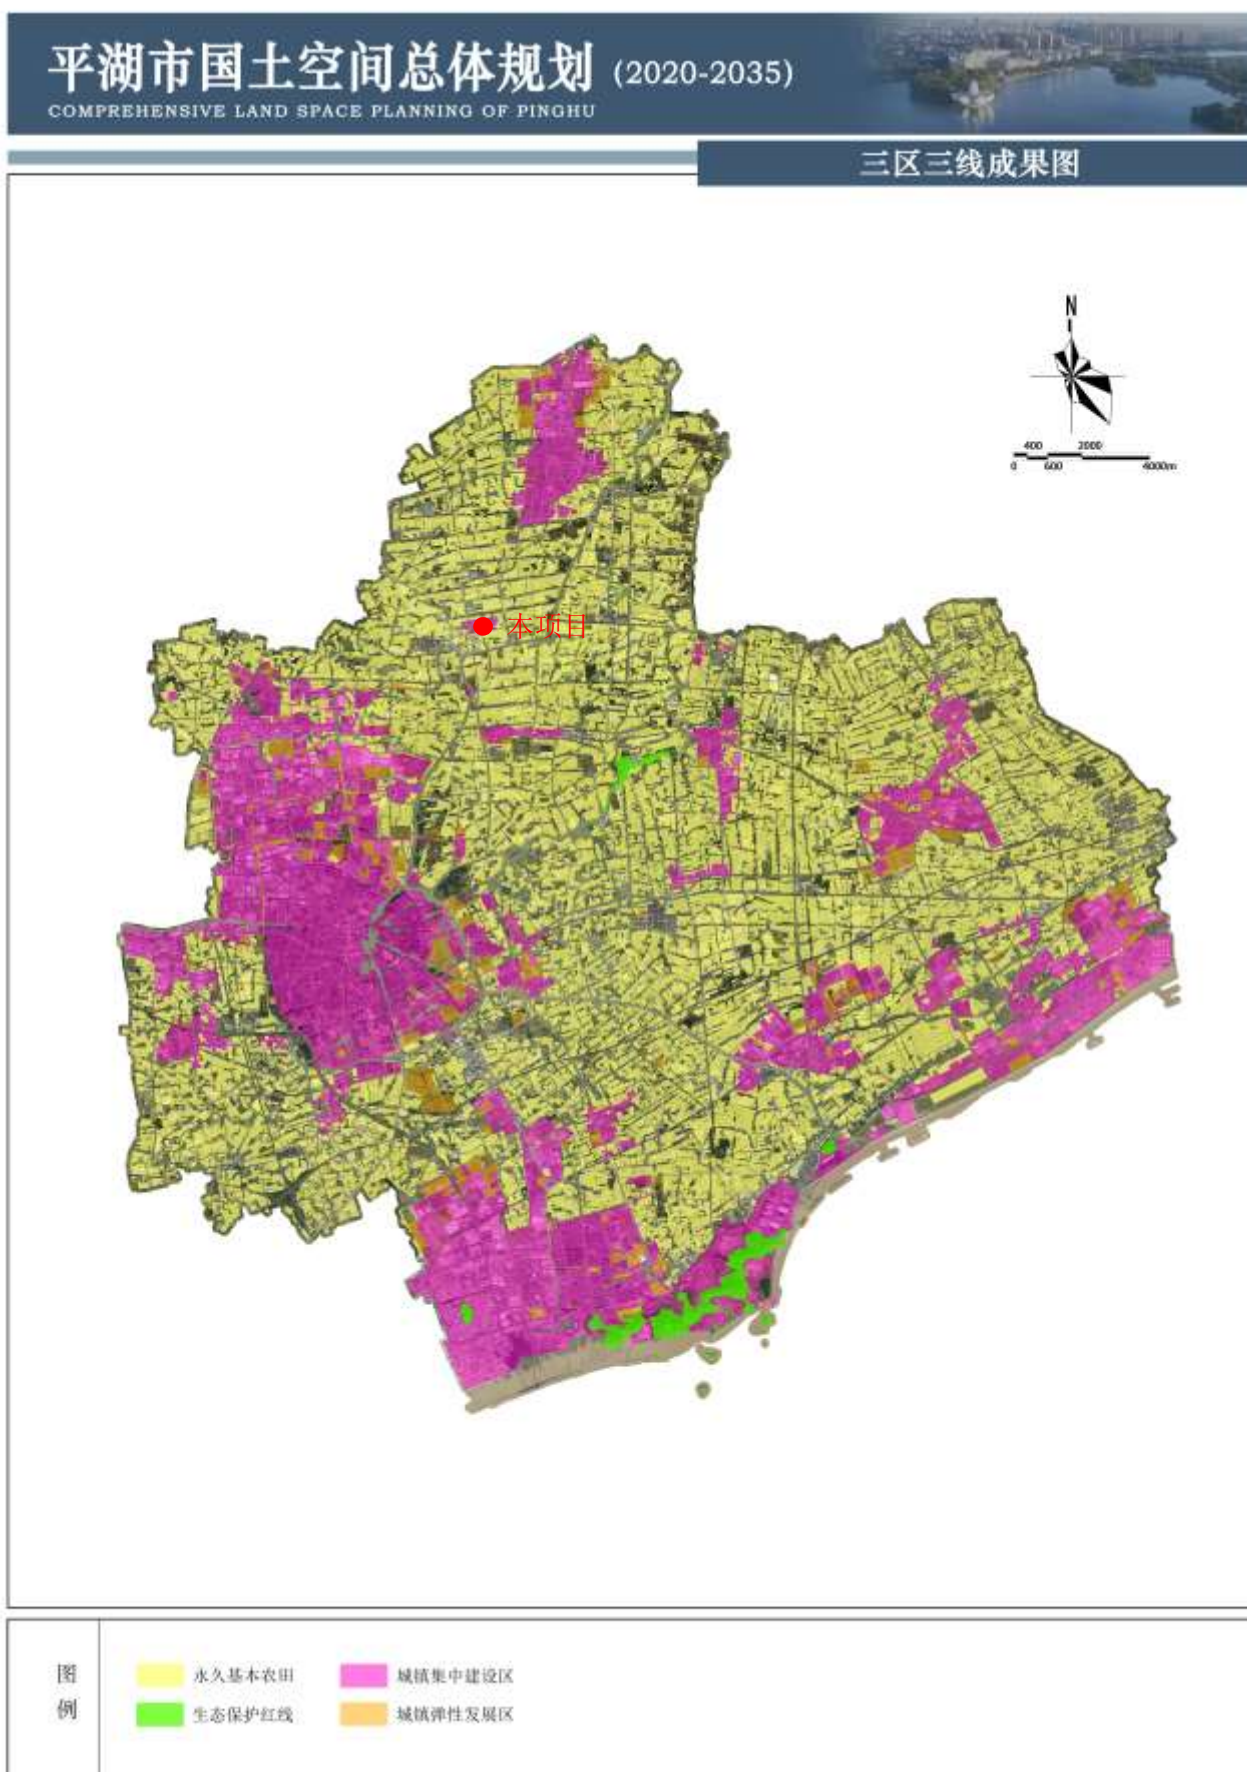 平湖市国土空间总体规划 (2020-2035)
COMPREHENSIVE LAND SPACE PLANNING OF PINGHU
三区三线成果图
N
400 2000
0 600 4000m
本项目
图例
永久基本农田 城镇集中建设区
生态保护红线 城镇弹性发展区